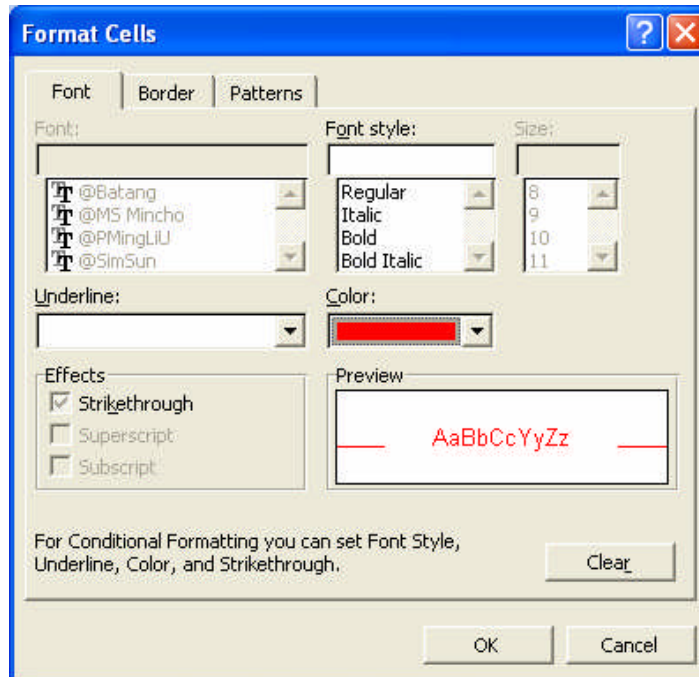 Format Cells
Font Border Patterns
Font: Font style: Size:
@Batang Regular 8
@MS Mincho Italic 9
@PMingLiU Bold 10
@SimSun Bold Italic 11
Underline: Color:
Effects Preview
Strikethrough
AaBbCcYyZz
Superscript
Subscript
For Conditional Formatting you can set Font Style,
Underline, Color, and Strikethrough.
Clear
OK Cancel